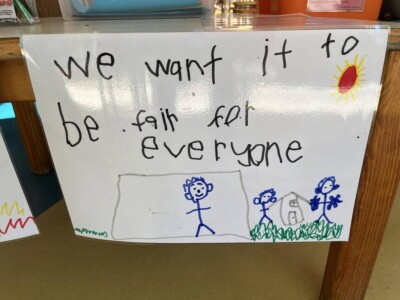 we want it to
be fair for
everyone